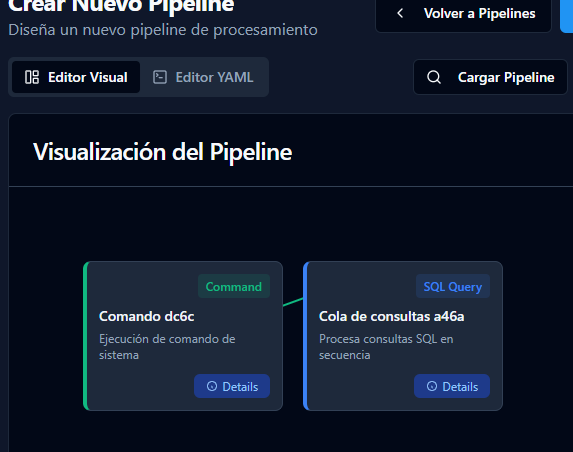 Crear Nuevo Pipeline
Diseña un nuevo pipeline de procesamiento
Volver a Pipelines
Editor Visual
Editor YAML
Cargar Pipeline
Visualización del Pipeline
Command
Comando dc6c
Ejecución de comando de
sistema
Details
SQL Query
Cola de consultas a46a
Procesa consultas SQL en
secuencia
Details